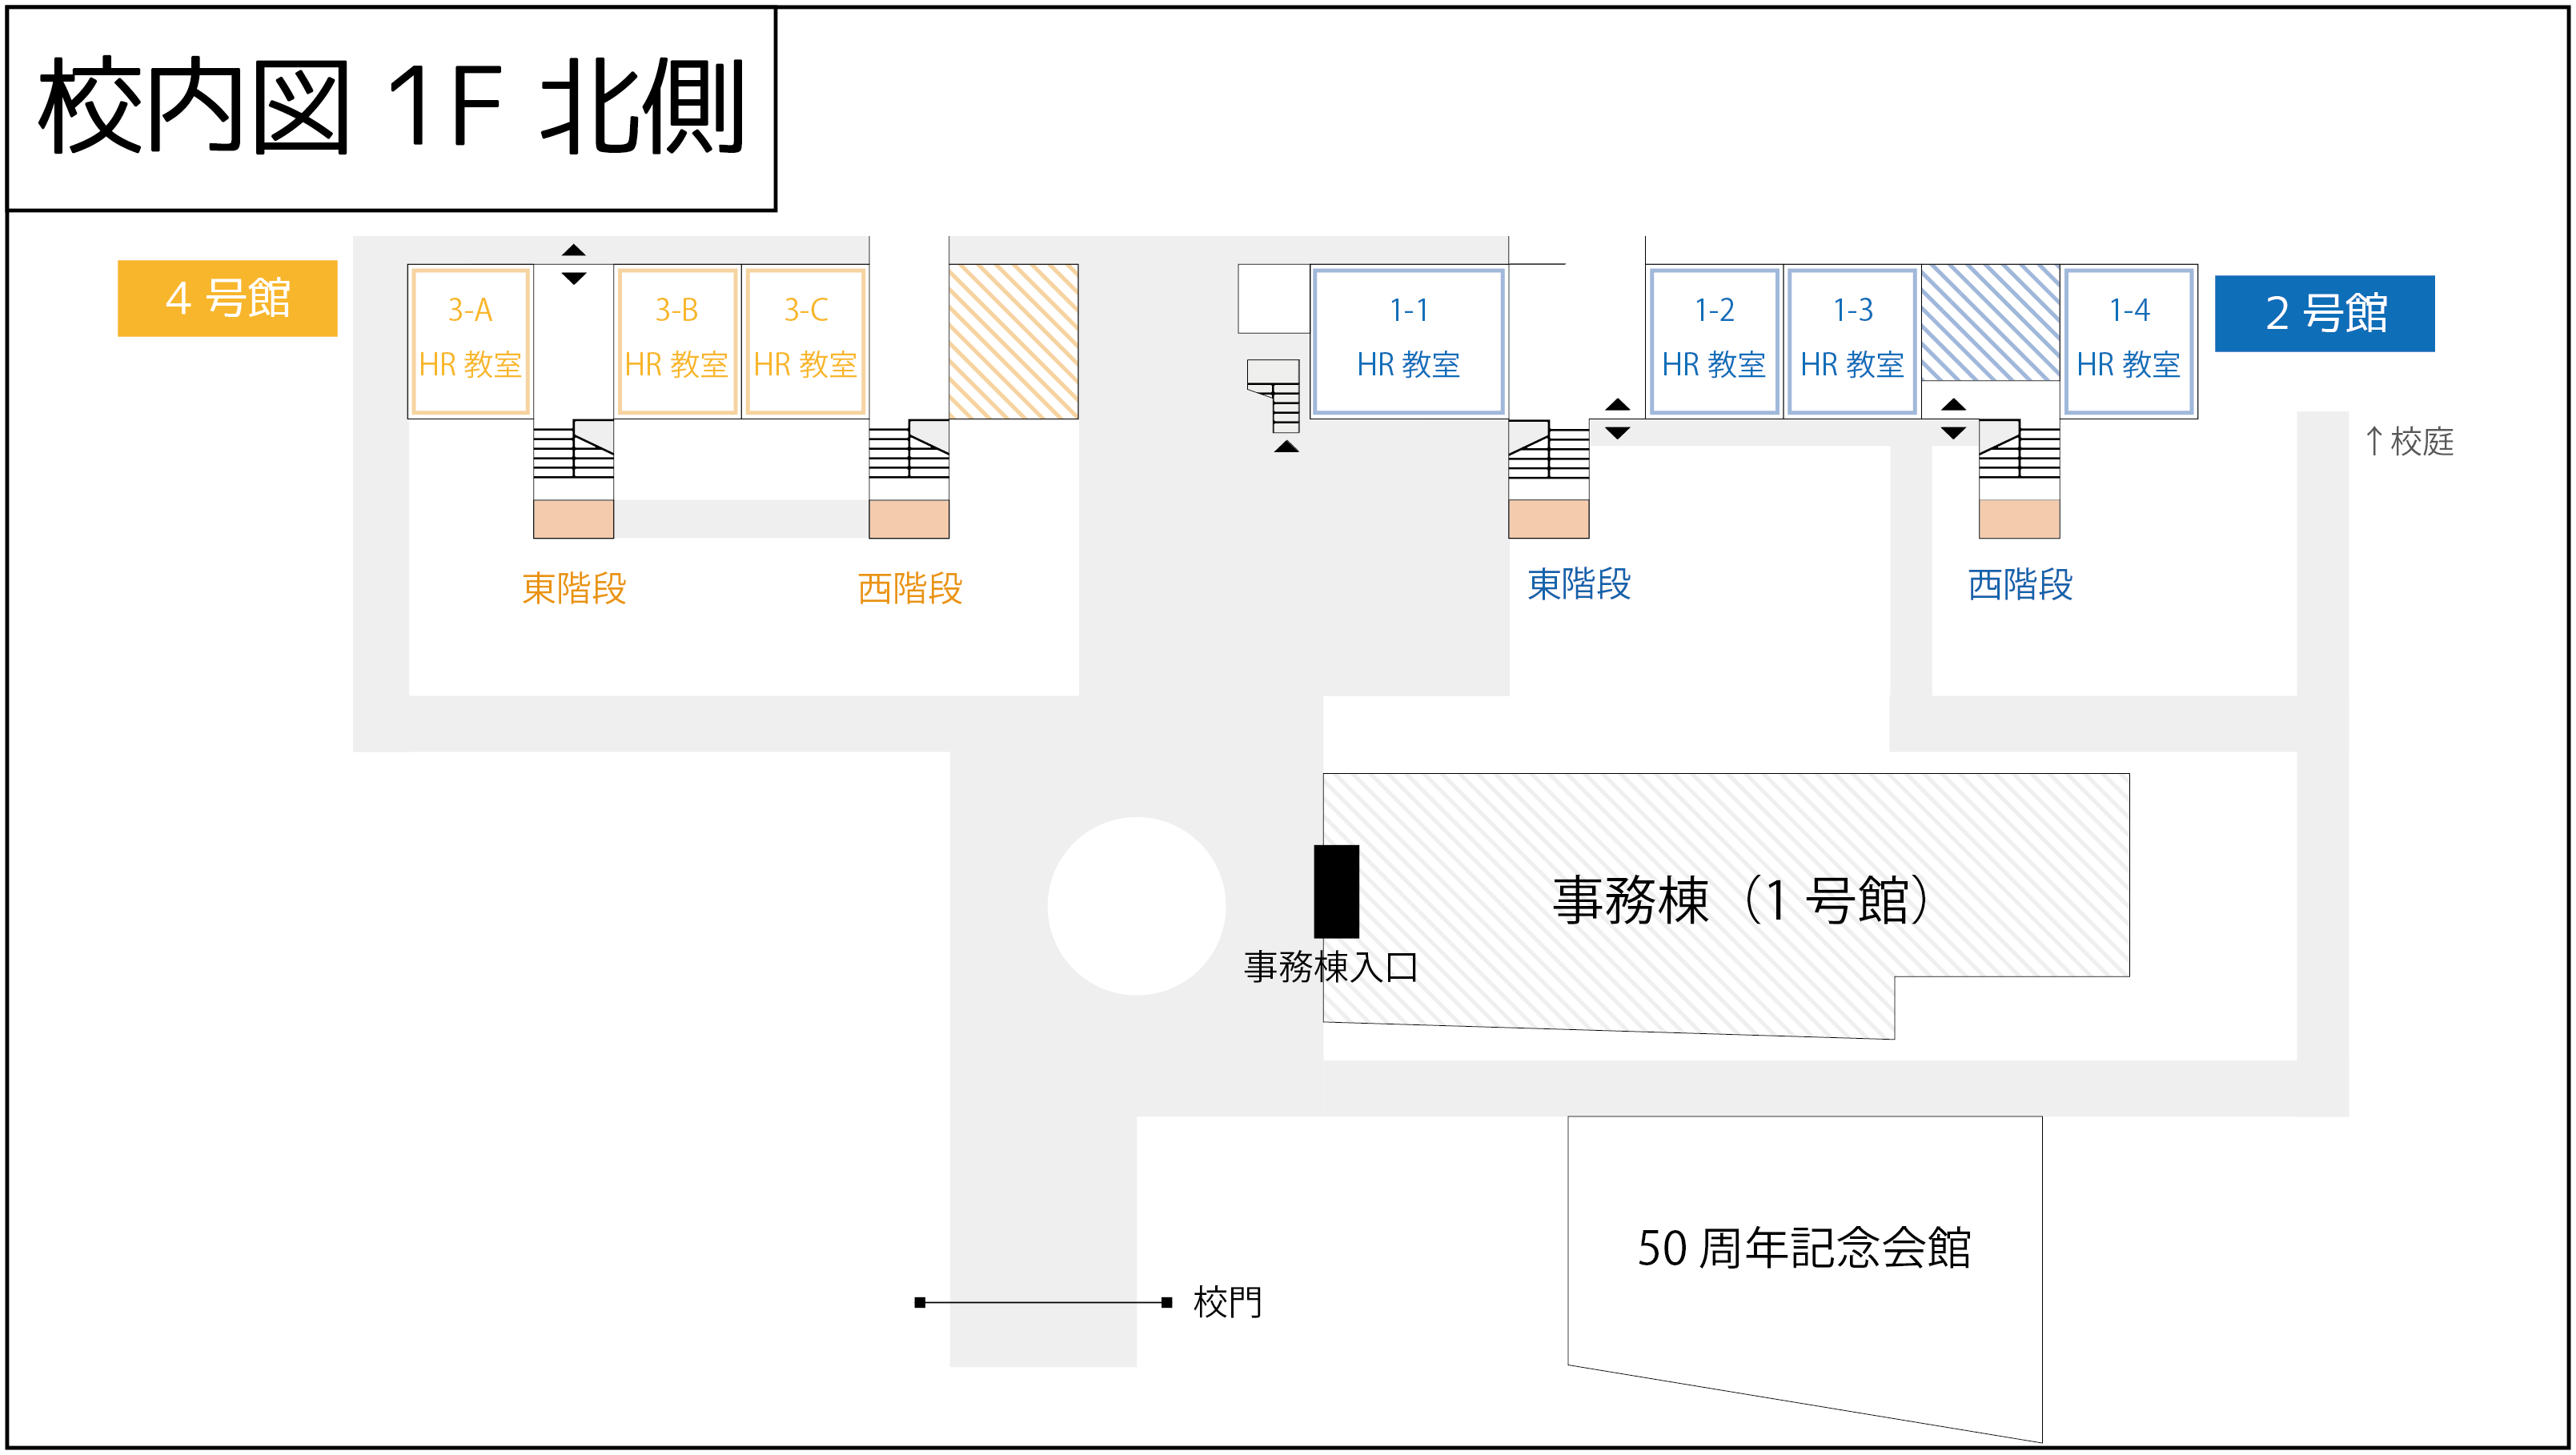 校内図 1F 北側
4 号館
3-A
HR 教室
3-B
HR 教室
3-C
HR 教室
1-1
HR 教室
1-2
HR 教室
1-3
HR 教室
1-4
HR 教室
2 号館
↑校庭
東階段
西階段
東階段
西階段
事務棟（1 号館）
事務棟入口
50 周年記念会館
校門